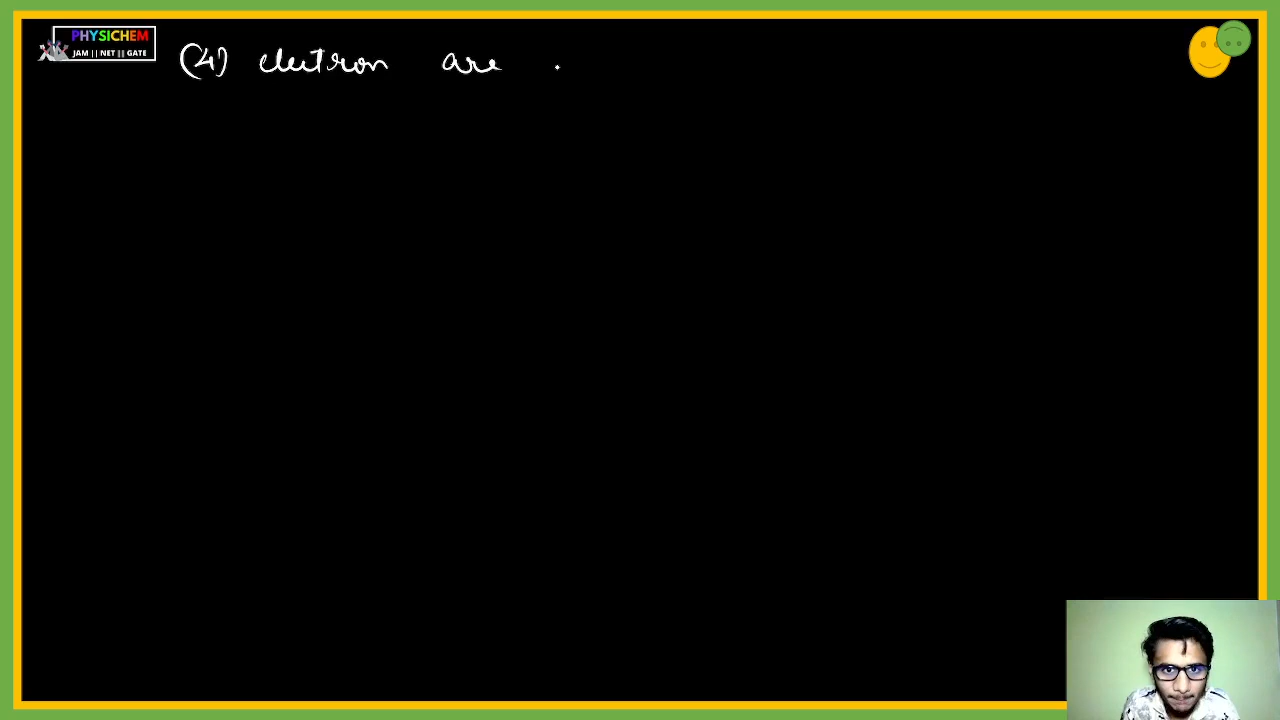 PHYSICHEM
JAM || NET || GATE
(4) electron are